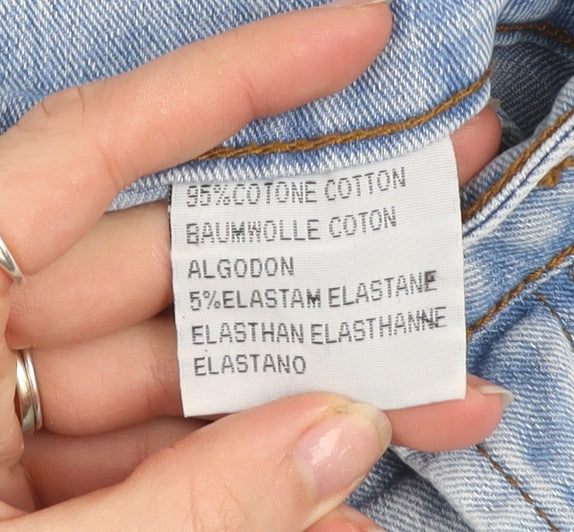 95%COTONE COTTON
BAUMWOLLE COTON
ALGODON
5%ELASTAM ELASTANE
ELASTHAN ELASTHANNE
ELASTANO